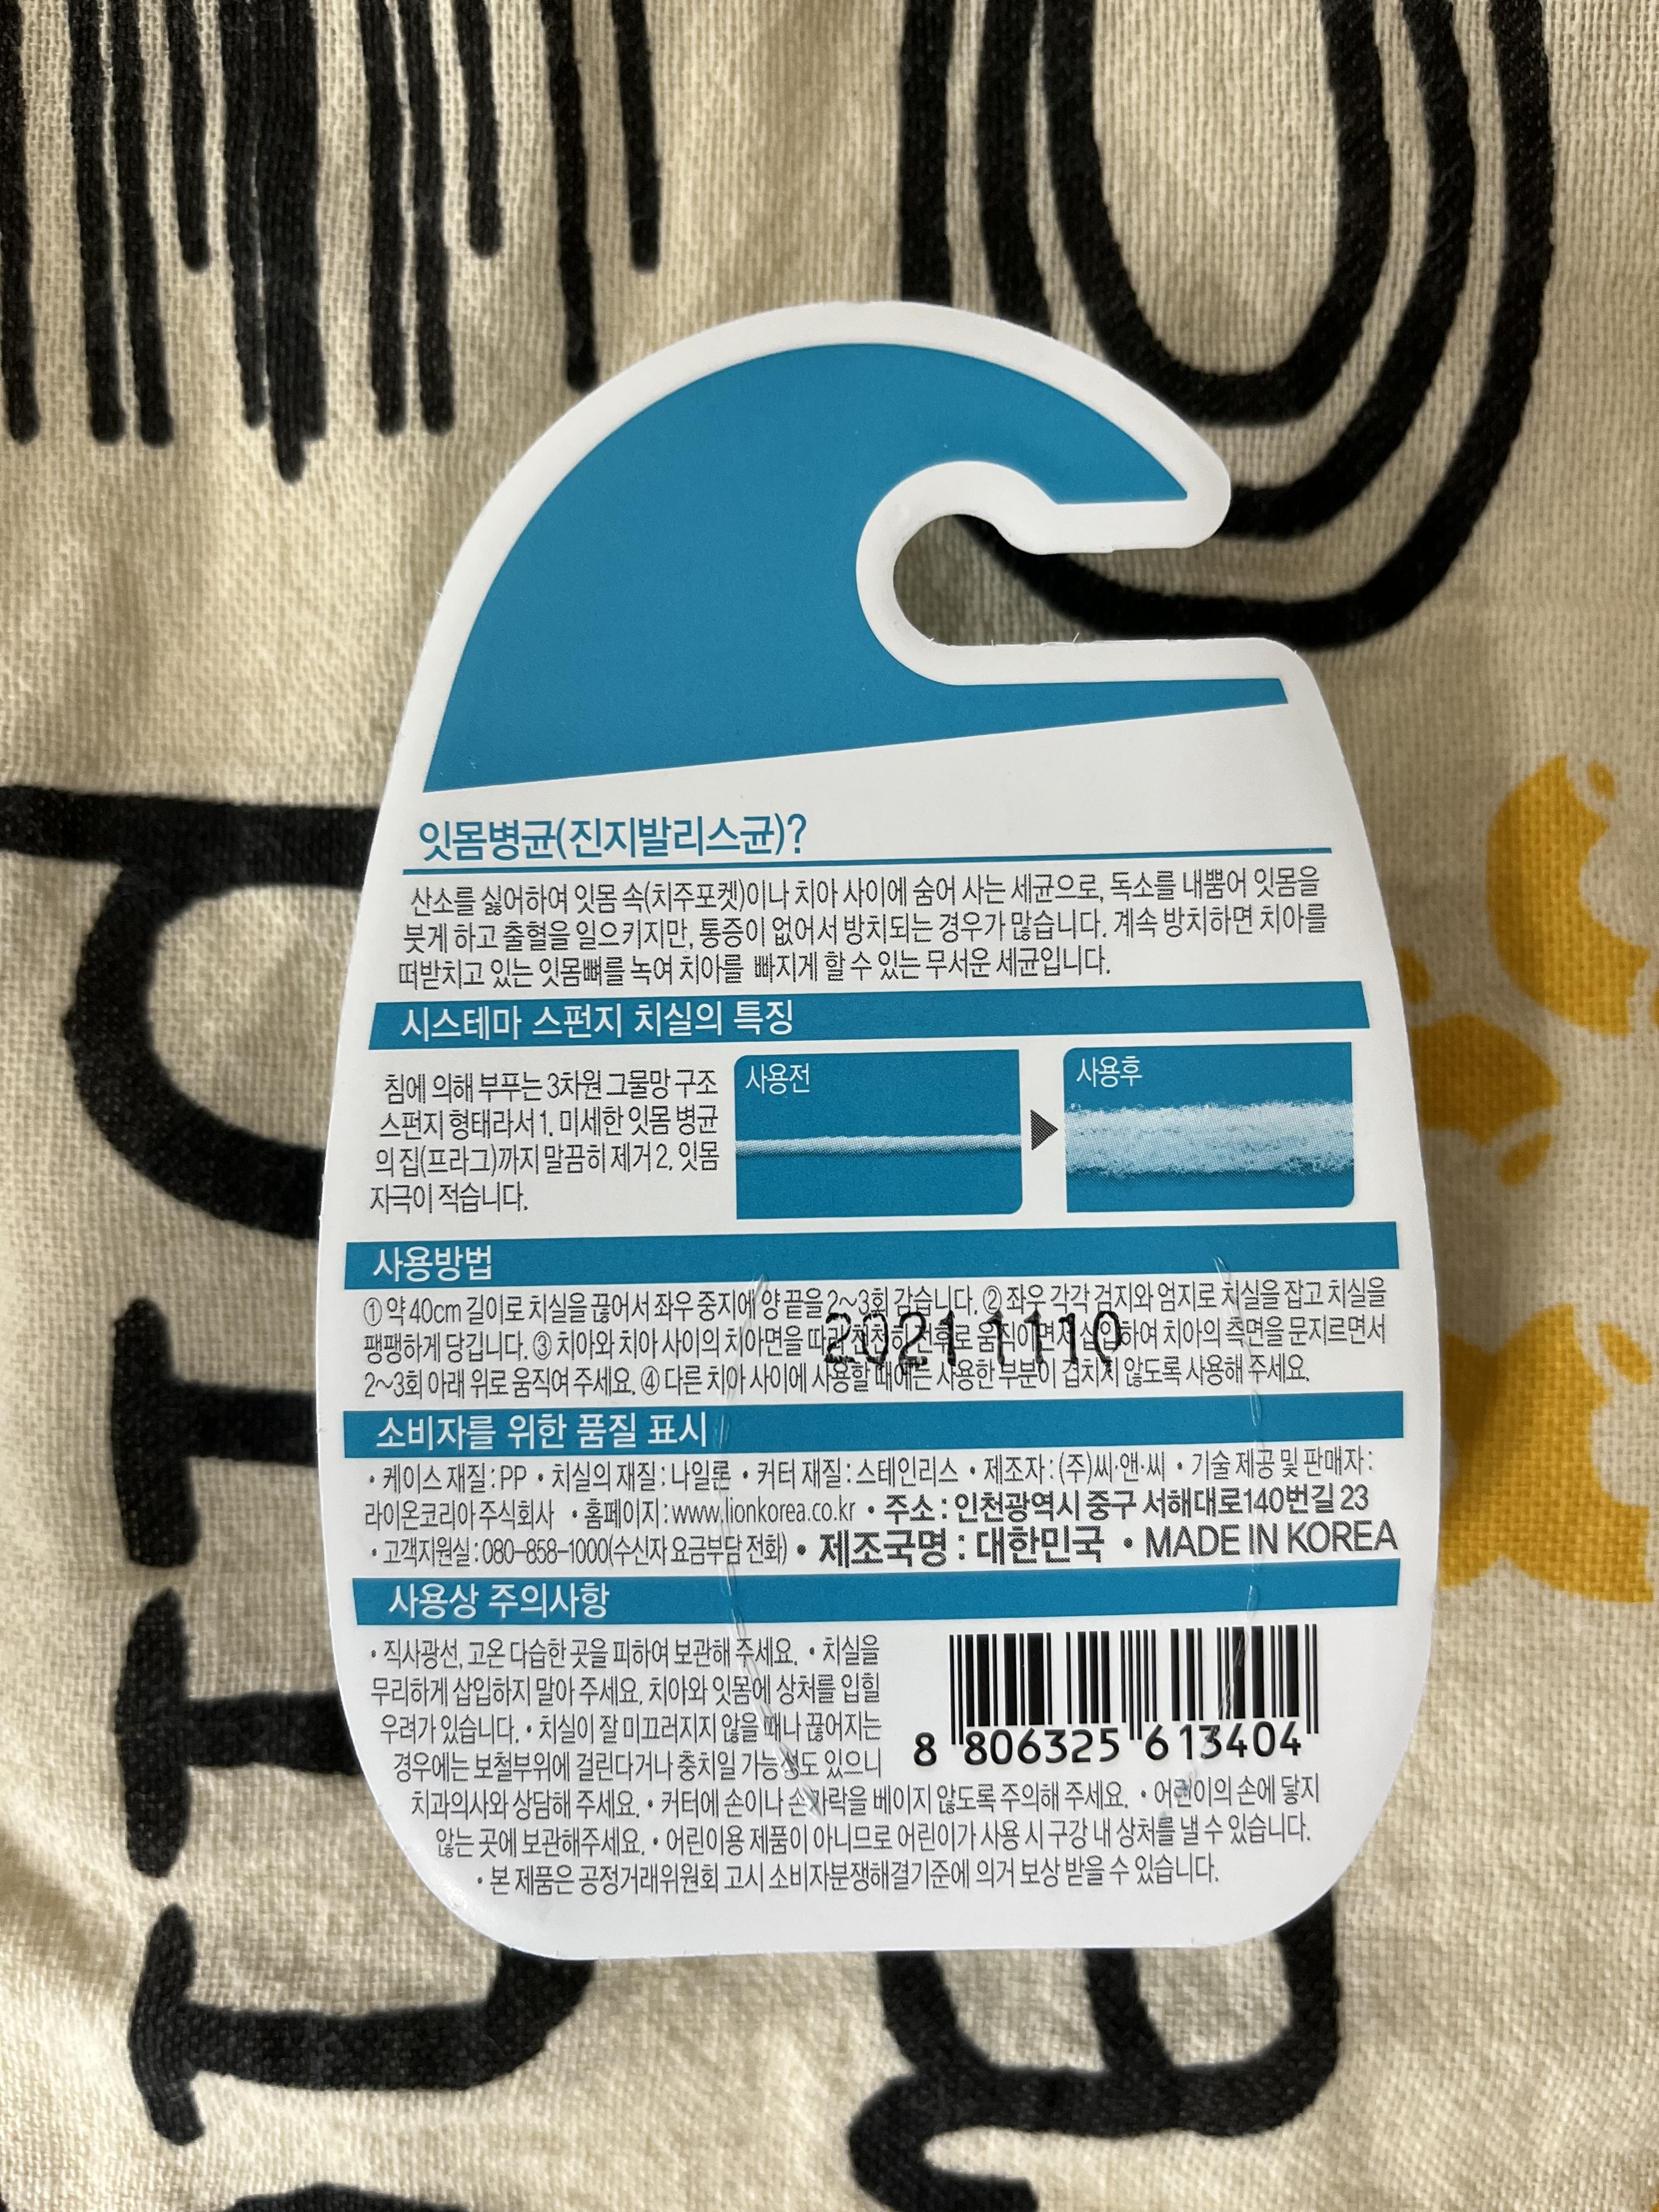 잇몸병균(진지발리스균)?
산소를 싫어하여 잇몸 속(치주포켓)이나 치아 사이에 숨어 사는 세균으로, 독소를 내뿜어 잇몸을
붓게 하고 출혈을 일으키지만, 통증이 없어서 방치되는 경우가 많습니다. 계속 방치하면 치아를
떠받치고 있는 잇몸뼈를 녹여 치아를 빠지게 할 수 있는 무서운 세균입니다.
시스테마 스펀지 치실의 특징
침에 의해 부푸는 3차원 그물망 구조
스펀지 형태라서 1. 미세한 잇몸 병균
의 집(프라그)까지 말끔히 제거 2. 잇몸
자극이 적습니다.
사용전
사용후
사용방법
① 약 40cm 길이로 치실을 끊어서 좌우 중지에 양 끝을 2~3회 감습니다. ② 좌우 각각 검지와 엄지로 치실을 잡고 치실을
팽팽하게 당깁니다. ③ 치아와 치아 사이의 치아면을 따라 천천히 전후로 움직이면서 삽입하여 치아의 측면을 문지르면서
2~3회 아래 위로 움직여 주세요. ④ 다른 치아 사이에 사용할 때에는 사용한 부분이 겹치지 않도록 사용해 주세요.
2021 1110
소비자를 위한 품질 표시
• 케이스 재질 : PP • 치실의 재질 : 나일론 • 커터 재질 : 스테인리스 • 제조자 : (주)씨·앤·씨 • 기술 제공 및 판매자 :
라이온코리아 주식회사 • 홈페이지 : www.lionkorea.co.kr • 주소 : 인천광역시 중구 서해대로140번길 23
• 고객지원실 : 080-858-1000(수신자 요금부담 전화) • 제조국명 : 대한민국 • MADE IN KOREA
사용상 주의사항
• 직사광선, 고온 다습한 곳을 피하여 보관해 주세요. • 치실을
무리하게 삽입하지 말아 주세요. 치아와 잇몸에 상처를 입힐
우려가 있습니다. • 치실이 잘 미끄러지지 않을 때나 끊어지는
경우에는 보철부위에 걸린다거나 충치일 가능성도 있으니
치과의사와 상담해 주세요. • 커터에 손이나 손가락을 베이지 않도록 주의해 주세요. • 어린이의 손에 닿지
않는 곳에 보관해주세요. • 어린이용 제품이 아니므로 어린이가 사용 시 구강 내 상처를 낼 수 있습니다.
• 본 제품은 공정거래위원회 고시 소비자분쟁해결기준에 의거 보상 받을 수 있습니다.
8 806325 613404